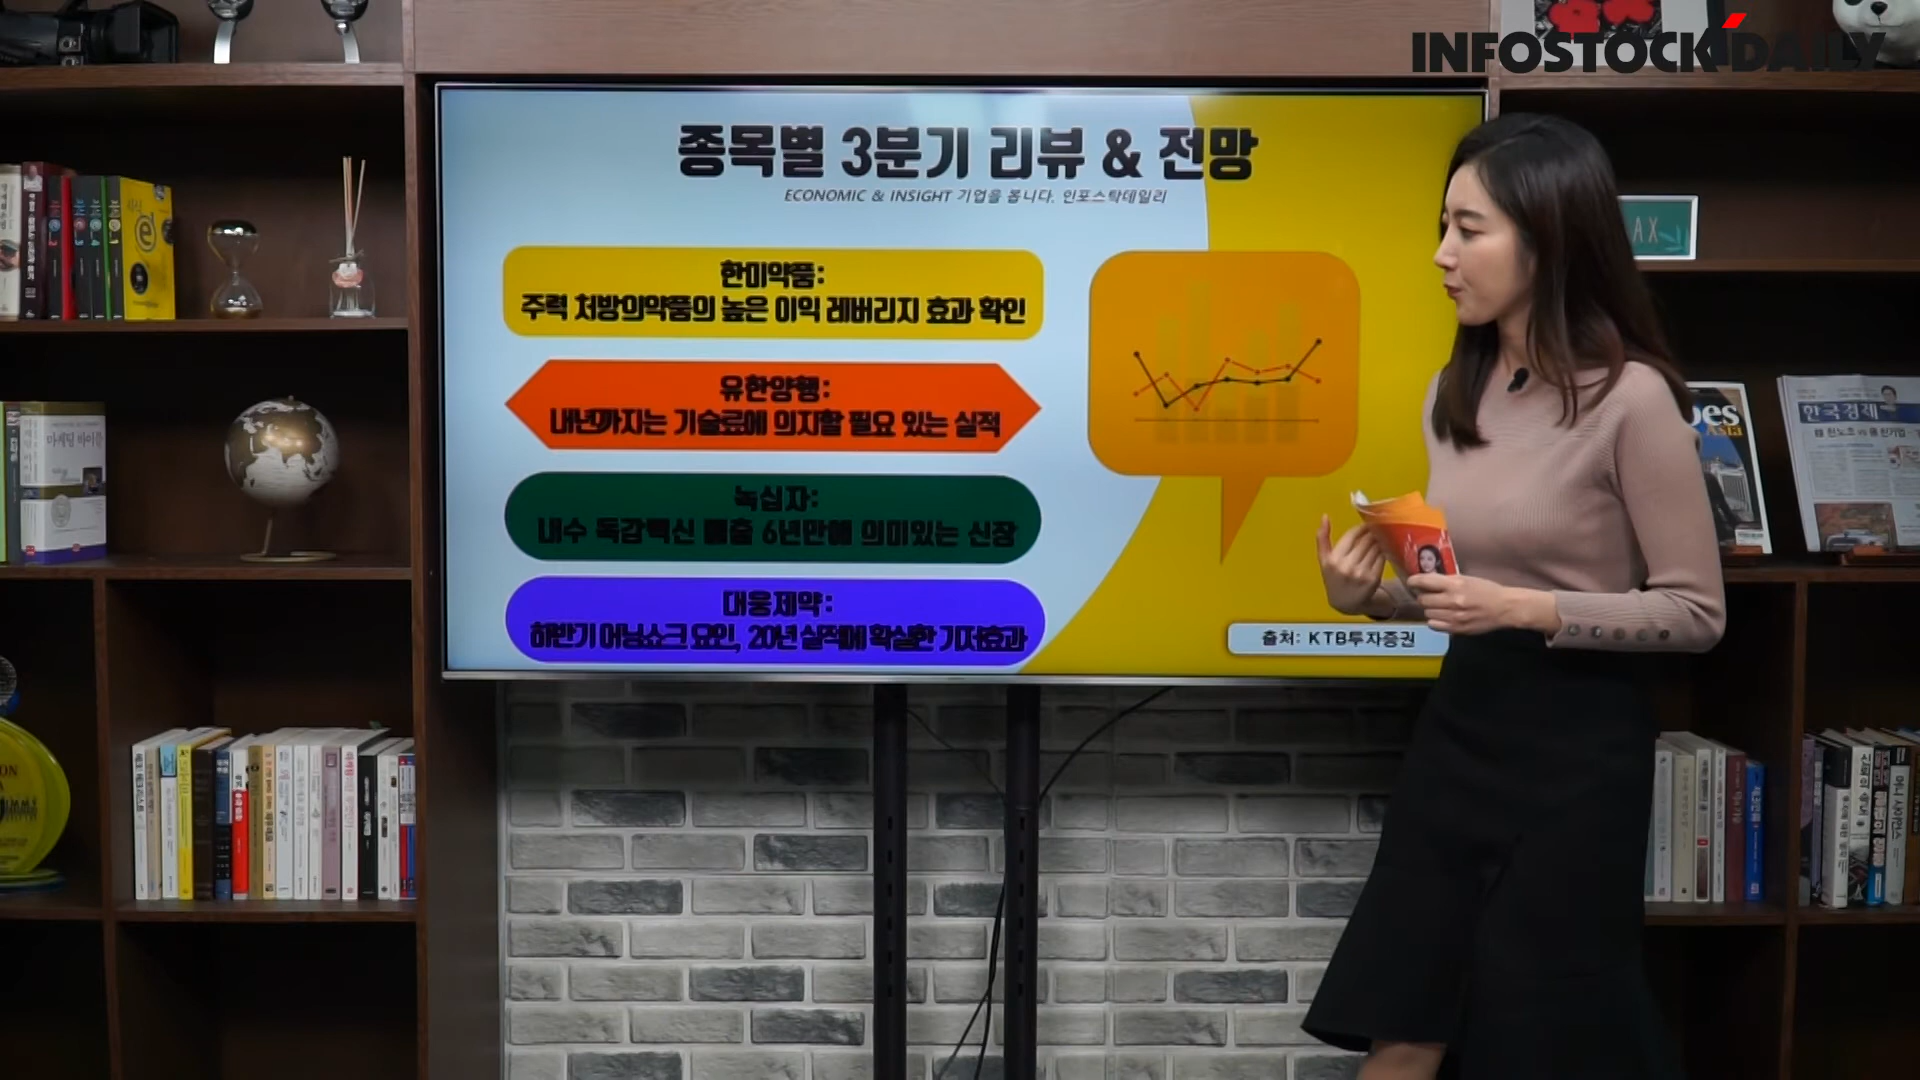 INFOSTOCK DAILY
종목별 3분기 리뷰 & 전망
ECONOMIC & INSIGHT 기업을 봅니다. 인포스탁데일리
한미약품:
주력 처방의약품의 높은 이익 레버리지 효과 확인
유한양행:
내년까지는 기술료에 의지할 필요 있는 실적
녹십자:
내수 독감백신 매출 6년만에 의미있는 신장
대웅제약:
하반기 어닝쇼크 요인, 20년 실적에 확실한 기저효과
출처: KTB투자증권
AX
한국경제
마케팅 바이블